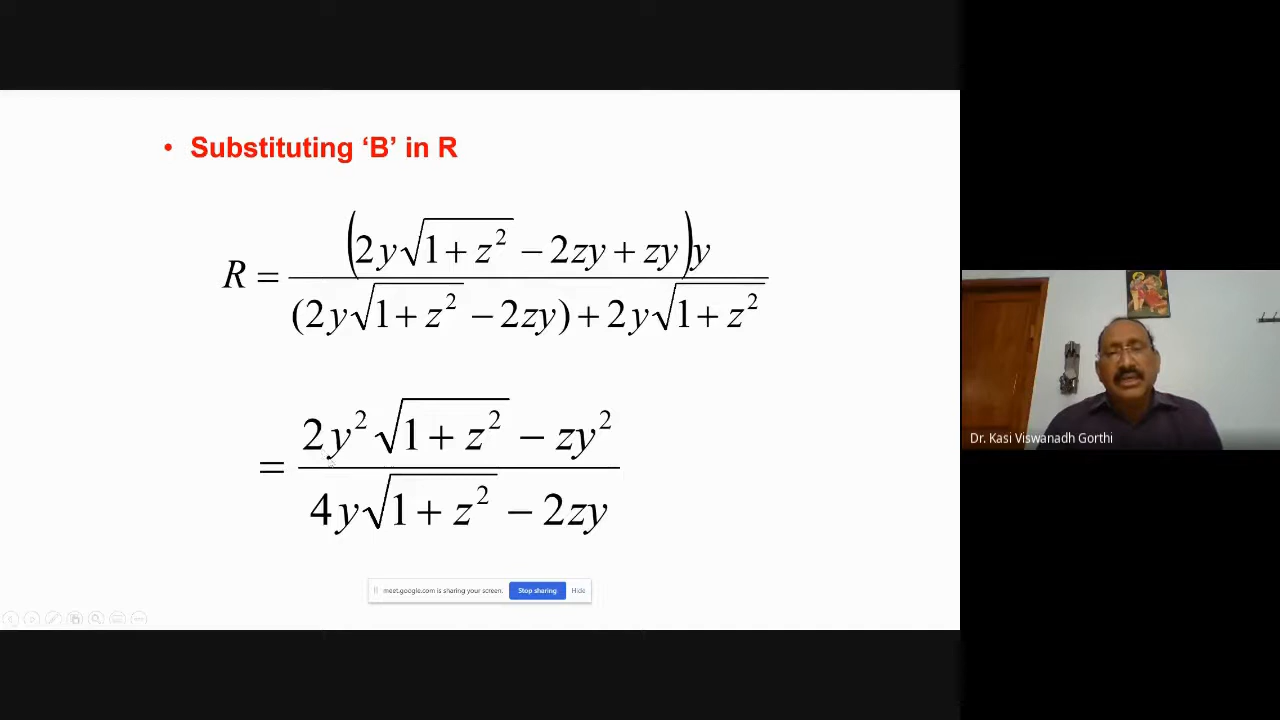 • Substituting ‘B’ in R
R = (2y√(1 + z²) − 2zy + zy)y / (2y√(1 + z²) − 2zy) + 2y√(1 + z²)
= 2y²√(1 + z²) − zy² / 4y√(1 + z²) − 2zy
Dr. Kasi Viswanadh Gorthi
meet.google.com is sharing your screen. Stop sharing Hide